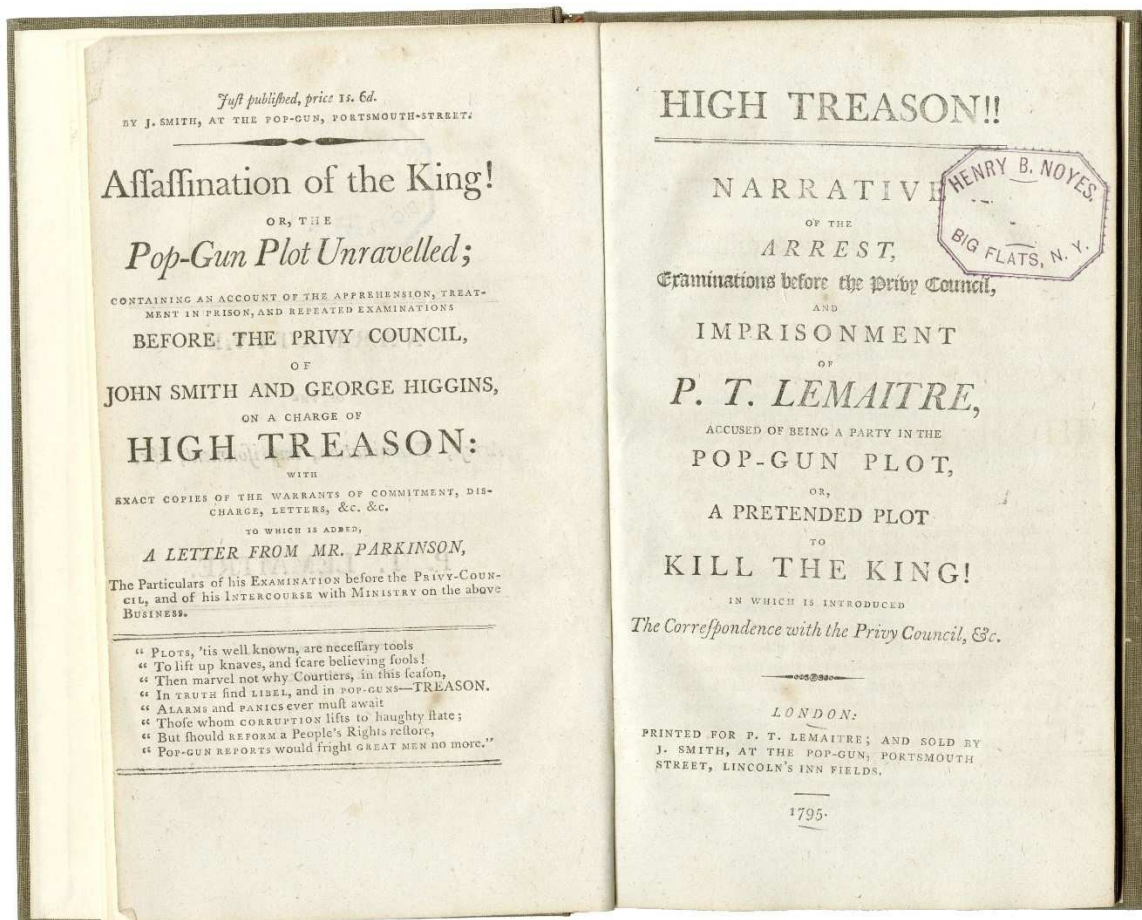 Juſt publiſhed, price 1s. 6d.
BY J. SMITH, AT THE POP-GUN, PORTSMOUTH-STREET.
Aſſaſſination of the King!
OR, THE
Pop-Gun Plot Unravelled;
CONTAINING AN ACCOUNT OF THE APPREHENSION, TREAT-
MENT IN PRISON, AND REPEATED EXAMINATIONS
BEFORE THE PRIVY COUNCIL,
OF
JOHN SMITH AND GEORGE HIGGINS,
ON A CHARGE OF
HIGH TREASON:
WITH
EXACT COPIES OF THE WARRANTS OF COMMITMENT, DIS-
CHARGE, LETTERS, &c. &c.
TO WHICH IS ADDED,
A LETTER FROM MR. PARKINSON,
The Particulars of his EXAMINATION before the PRIVY-COUN-
CIL, and of his INTERCOURSE with MINISTRY on the above
BUSINESS.
“ PLOTS, 'tis well known, are neceſſary tools
“ To lift up knaves, and ſcare believing fools!
“ Then marvel not why Courtiers, in this ſeaſon,
“ In TRUTH find LIBEL, and in POP-GUNS—TREASON.
“ ALARMS and PANICS ever muſt await
“ Thoſe whom CORRUPTION lifts to haughty ſtate;
“ But ſhould REFORM a People's Rights reſtore,
“ POP-GUN REPORTS would fright GREAT MEN no more.”
HIGH TREASON!!
NARRATIVE
OF THE
ARREST,
Examinations before the Privy Council,
AND
IMPRISONMENT
OF
P. T. LEMAITRE,
ACCUSED OF BEING A PARTY IN THE
POP-GUN PLOT,
OR,
A PRETENDED PLOT
TO
KILL THE KING!
IN WHICH IS INTRODUCED
The Correſpondence with the Privy Council, &c.
LONDON:
PRINTED FOR P. T. LEMAITRE; AND SOLD BY
J. SMITH, AT THE POP-GUN, PORTSMOUTH
STREET, LINCOLN'S INN FIELDS.
1795.
HENRY B. NOYES.
BIG FLATS, N. Y.